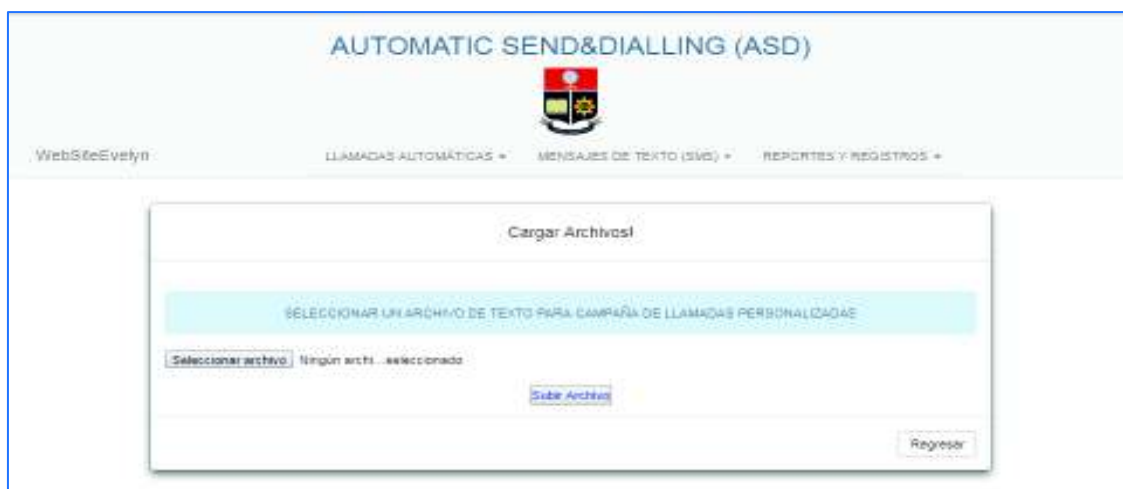 AUTOMATIC SEND&DIALLING (ASD)
WebSiteEvelyn
LLAMADAS AUTOMÁTICAS
MENSAJES DE TEXTO (SMS)
REPORTES Y REGISTROS
Cargar Archivos!
SELECCIONAR UN ARCHIVO DE TEXTO PARA CAMPAÑA DE LLAMADAS PERSONALIZADAS
Seleccionar archivo Ningún archi...seleccionado
Subir Archivo
Regresar